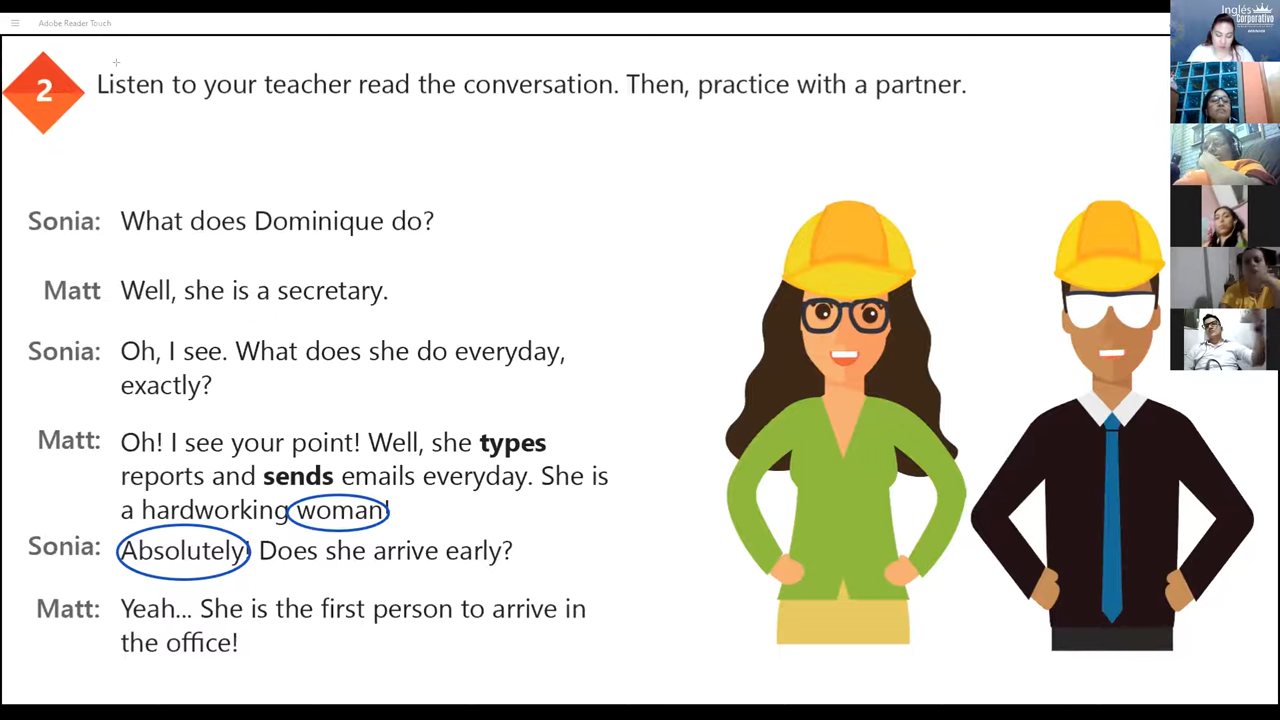 Adobe Reader Touch
Inglés
Corporativo
2
Listen to your teacher read the conversation. Then, practice with a partner.
Sonia: What does Dominique do?
Matt Well, she is a secretary.
Sonia: Oh, I see. What does she do everyday,
exactly?
Matt: Oh! I see your point! Well, she types
reports and sends emails everyday. She is
a hardworking woman!
Sonia: Absolutely! Does she arrive early?
Matt: Yeah... She is the first person to arrive in
the office!